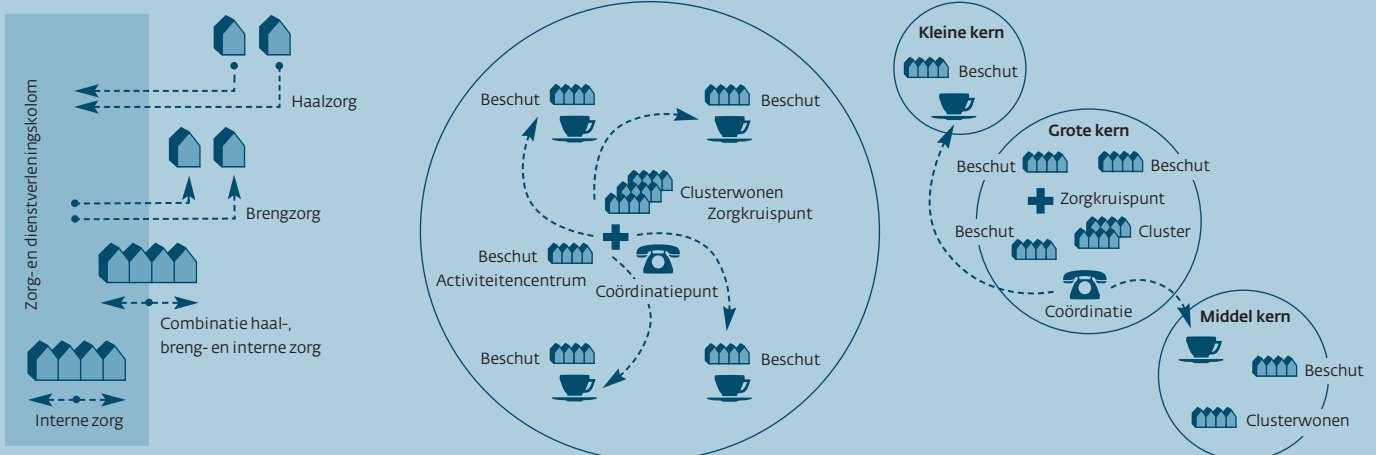 Zorg- en dienstverleningskolom
Haalzorg
Brengzorg
Combinatie haal-,
breng- en interne zorg
Interne zorg
Beschut
Beschut
Clusterwonen
Zorgkruispunt
Beschut
Activiteitencentrum
Coördinatiepunt
Beschut
Beschut
Kleine kern
Beschut
Grote kern
Beschut
Beschut
Zorgkruispunt
Beschut
Cluster
Coördinatie
Middel kern
Beschut
Clusterwonen